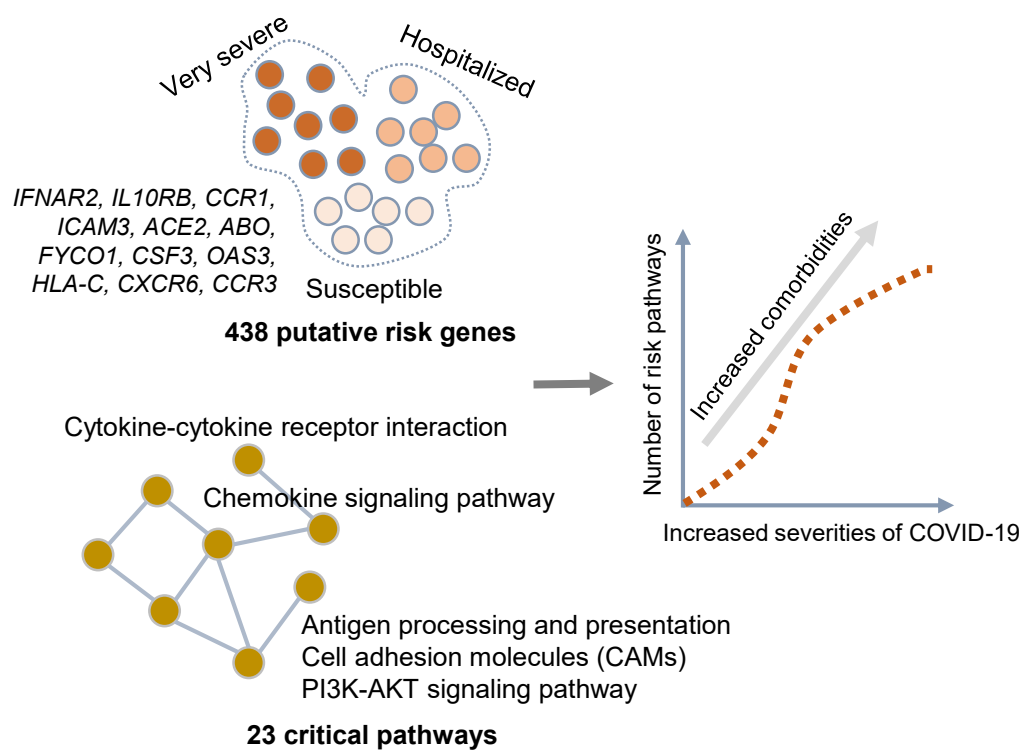 Very severe
Hospitalized
IFNAR2, IL10RB, CCR1,
ICAM3, ACE2, ABO,
FYCO1, CSF3, OAS3,
HLA-C, CXCR6, CCR3
Susceptible
438 putative risk genes
Cytokine-cytokine receptor interaction
Chemokine signaling pathway
Antigen processing and presentation
Cell adhesion molecules (CAMs)
PI3K-AKT signaling pathway
23 critical pathways
Number of risk pathways
Increased comorbidities
Increased severities of COVID-19